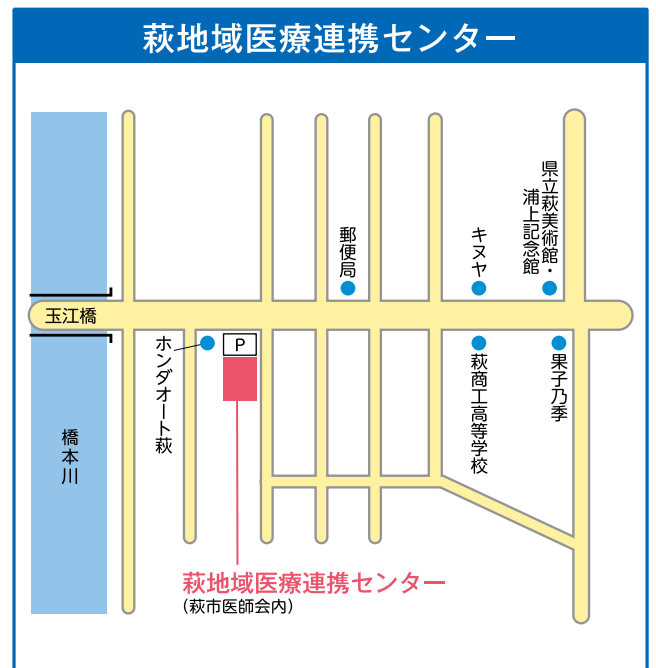 萩地域医療連携センター
県立萩美術館・
浦上記念館
キヌヤ
郵便局
玉江橋
P
ホンダオート萩
萩商工高等学校
果子乃季
橋本川
萩地域医療連携センター
(萩市医師会内)